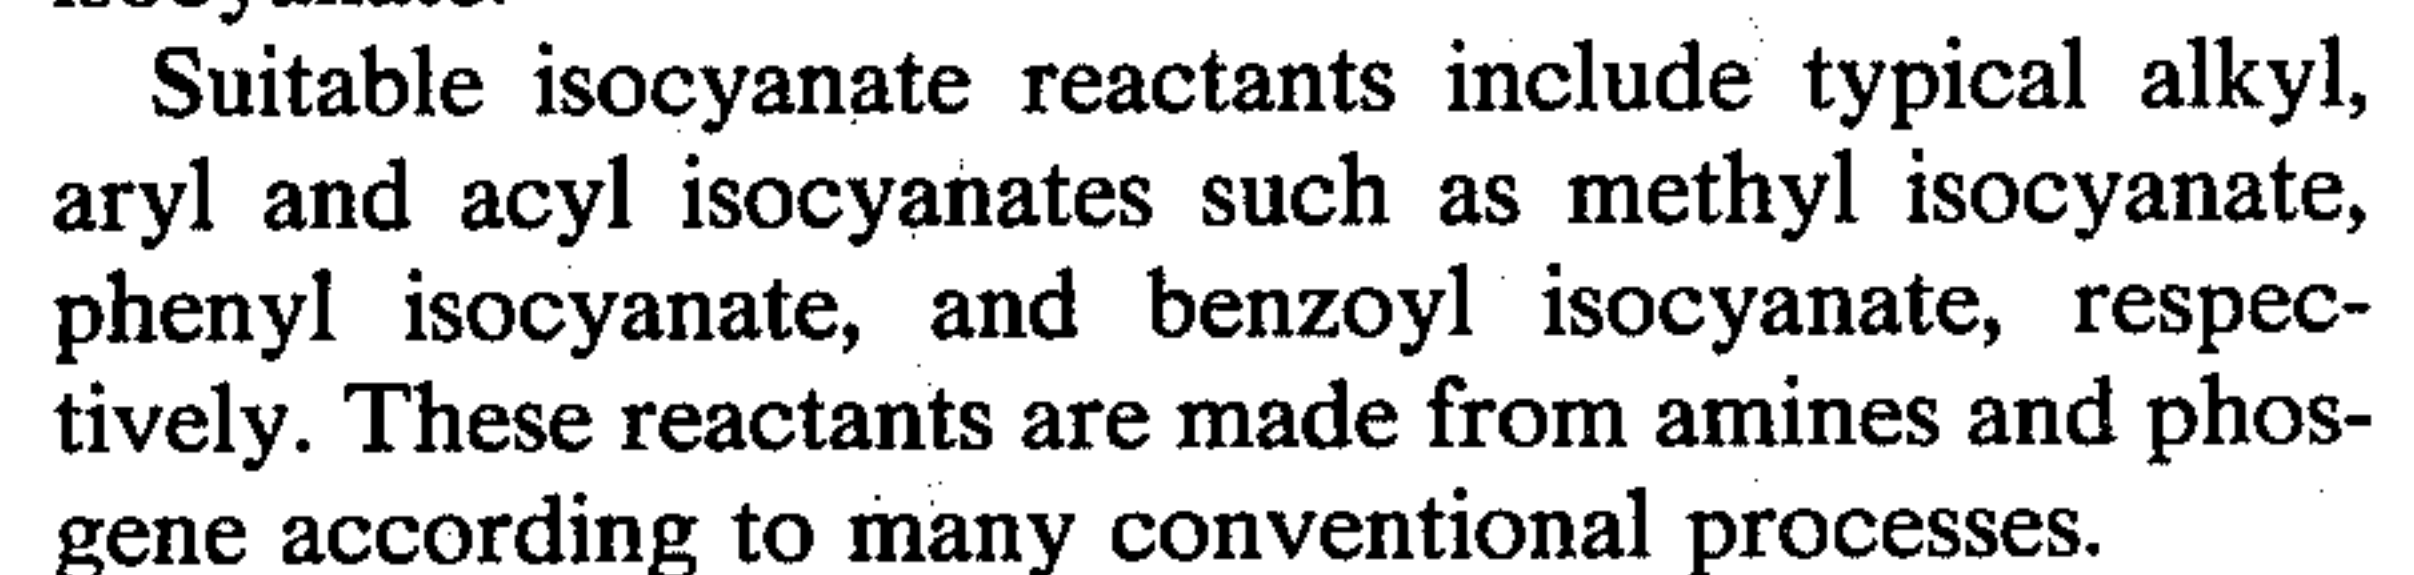 isocyanate.
Suitable isocyanate reactants include typical alkyl,
aryl and acyl isocyanates such as methyl isocyanate,
phenyl isocyanate, and benzoyl isocyanate, respec-
tively. These reactants are made from amines and phos-
gene according to many conventional processes.